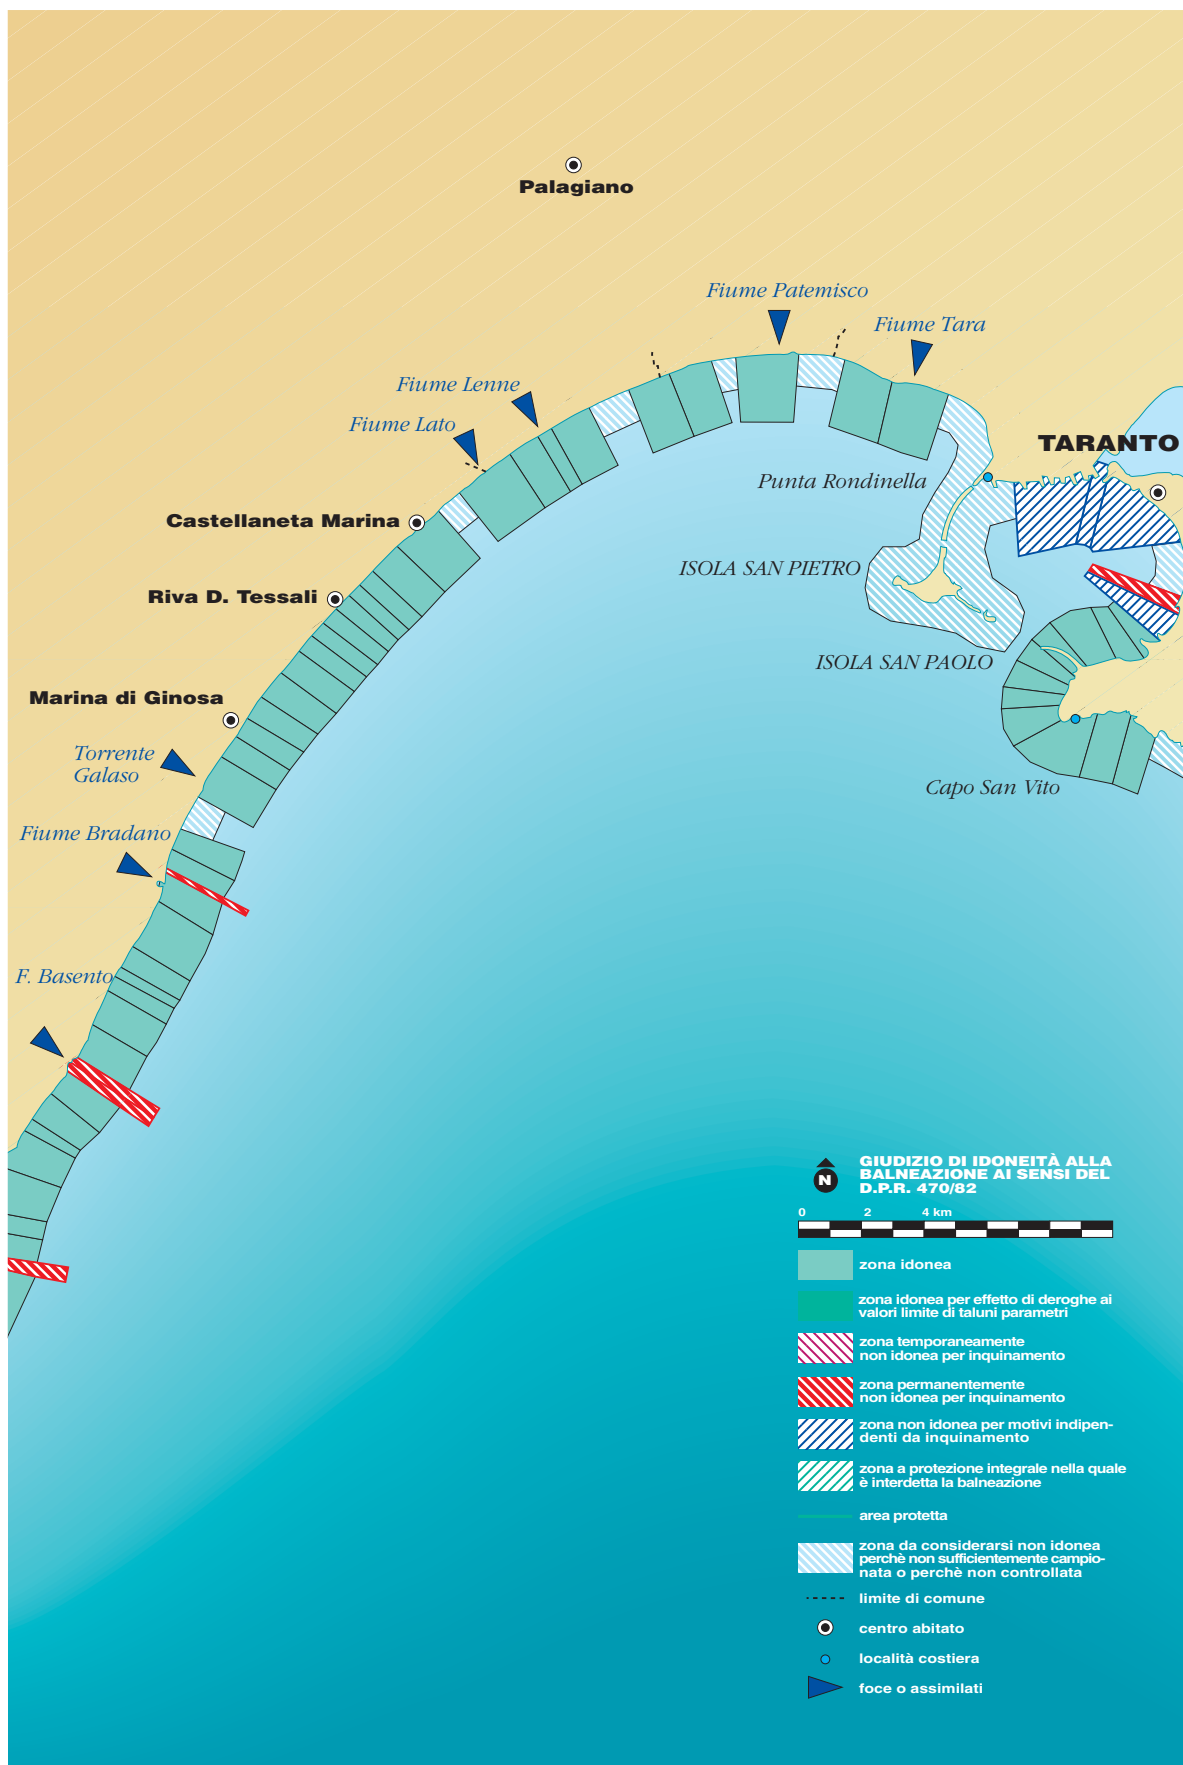 Palagiano
Fiume Patemisco
Fiume Tara
Fiume Lenne
Fiume Lato
TARANTO
Punta Rondinella
Castellaneta Marina
ISOLA SAN PIETRO
Riva D. Tessali
ISOLA SAN PAOLO
Marina di Ginosa
Torrente
Galaso
Capo San Vito
Fiume Bradano
F. Basento
N
GIUDIZIO DI IDONEITÀ ALLA
BALNEAZIONE AI SENSI DEL
D.P.R. 470/82
0 2 4 km
zona idonea
zona idonea per effetto di deroghe ai
valori limite di taluni parametri
zona temporaneamente
non idonea per inquinamento
zona permanentemente
non idonea per inquinamento
zona non idonea per motivi indipen-
denti da inquinamento
zona a protezione integrale nella quale
è interdetta la balneazione
area protetta
zona da considerarsi non idonea
perchè non sufficientemente campio-
nata o perchè non controllata
limite di comune
centro abitato
località costiera
foce o assimilati